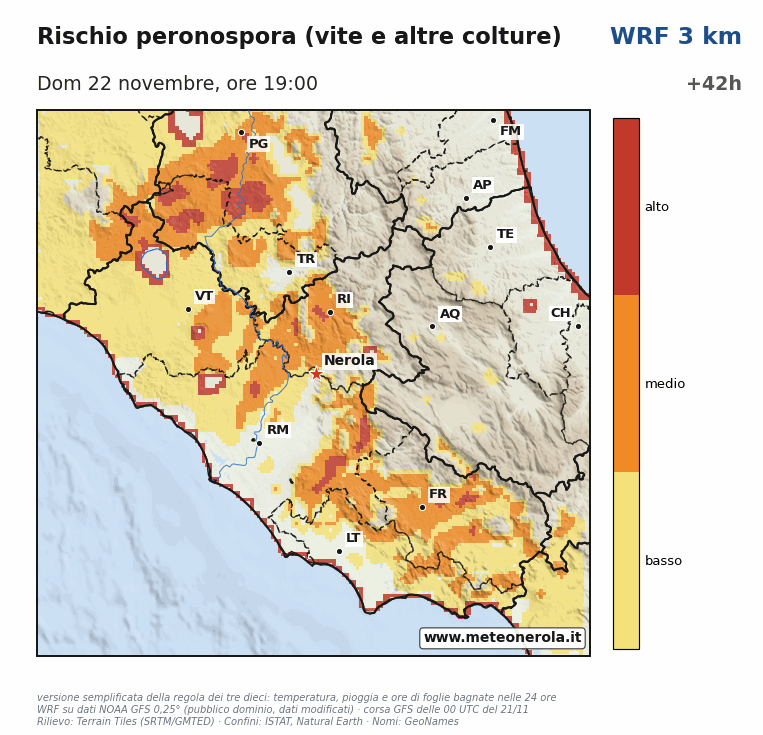 Rischio peronospora (vite e altre colture)
WRF 3 km
Dom 22 novembre, ore 19:00
+42h
FM
PG
AP
TE
TR
VT
RI
AQ
CH
Nerola
RM
FR
LT
www.meteonerola.it
alto
medio
basso
versione semplificata della regola dei tre dieci: temperatura, pioggia e ore di foglie bagnate nelle 24 ore
WRF su dati NOAA GFS 0,25° (pubblico dominio, dati modificati) · corsa GFS delle 00 UTC del 21/11
Rilievo: Terrain Tiles (SRTM/GMTED) · Confini: ISTAT, Natural Earth · Nomi: GeoNames